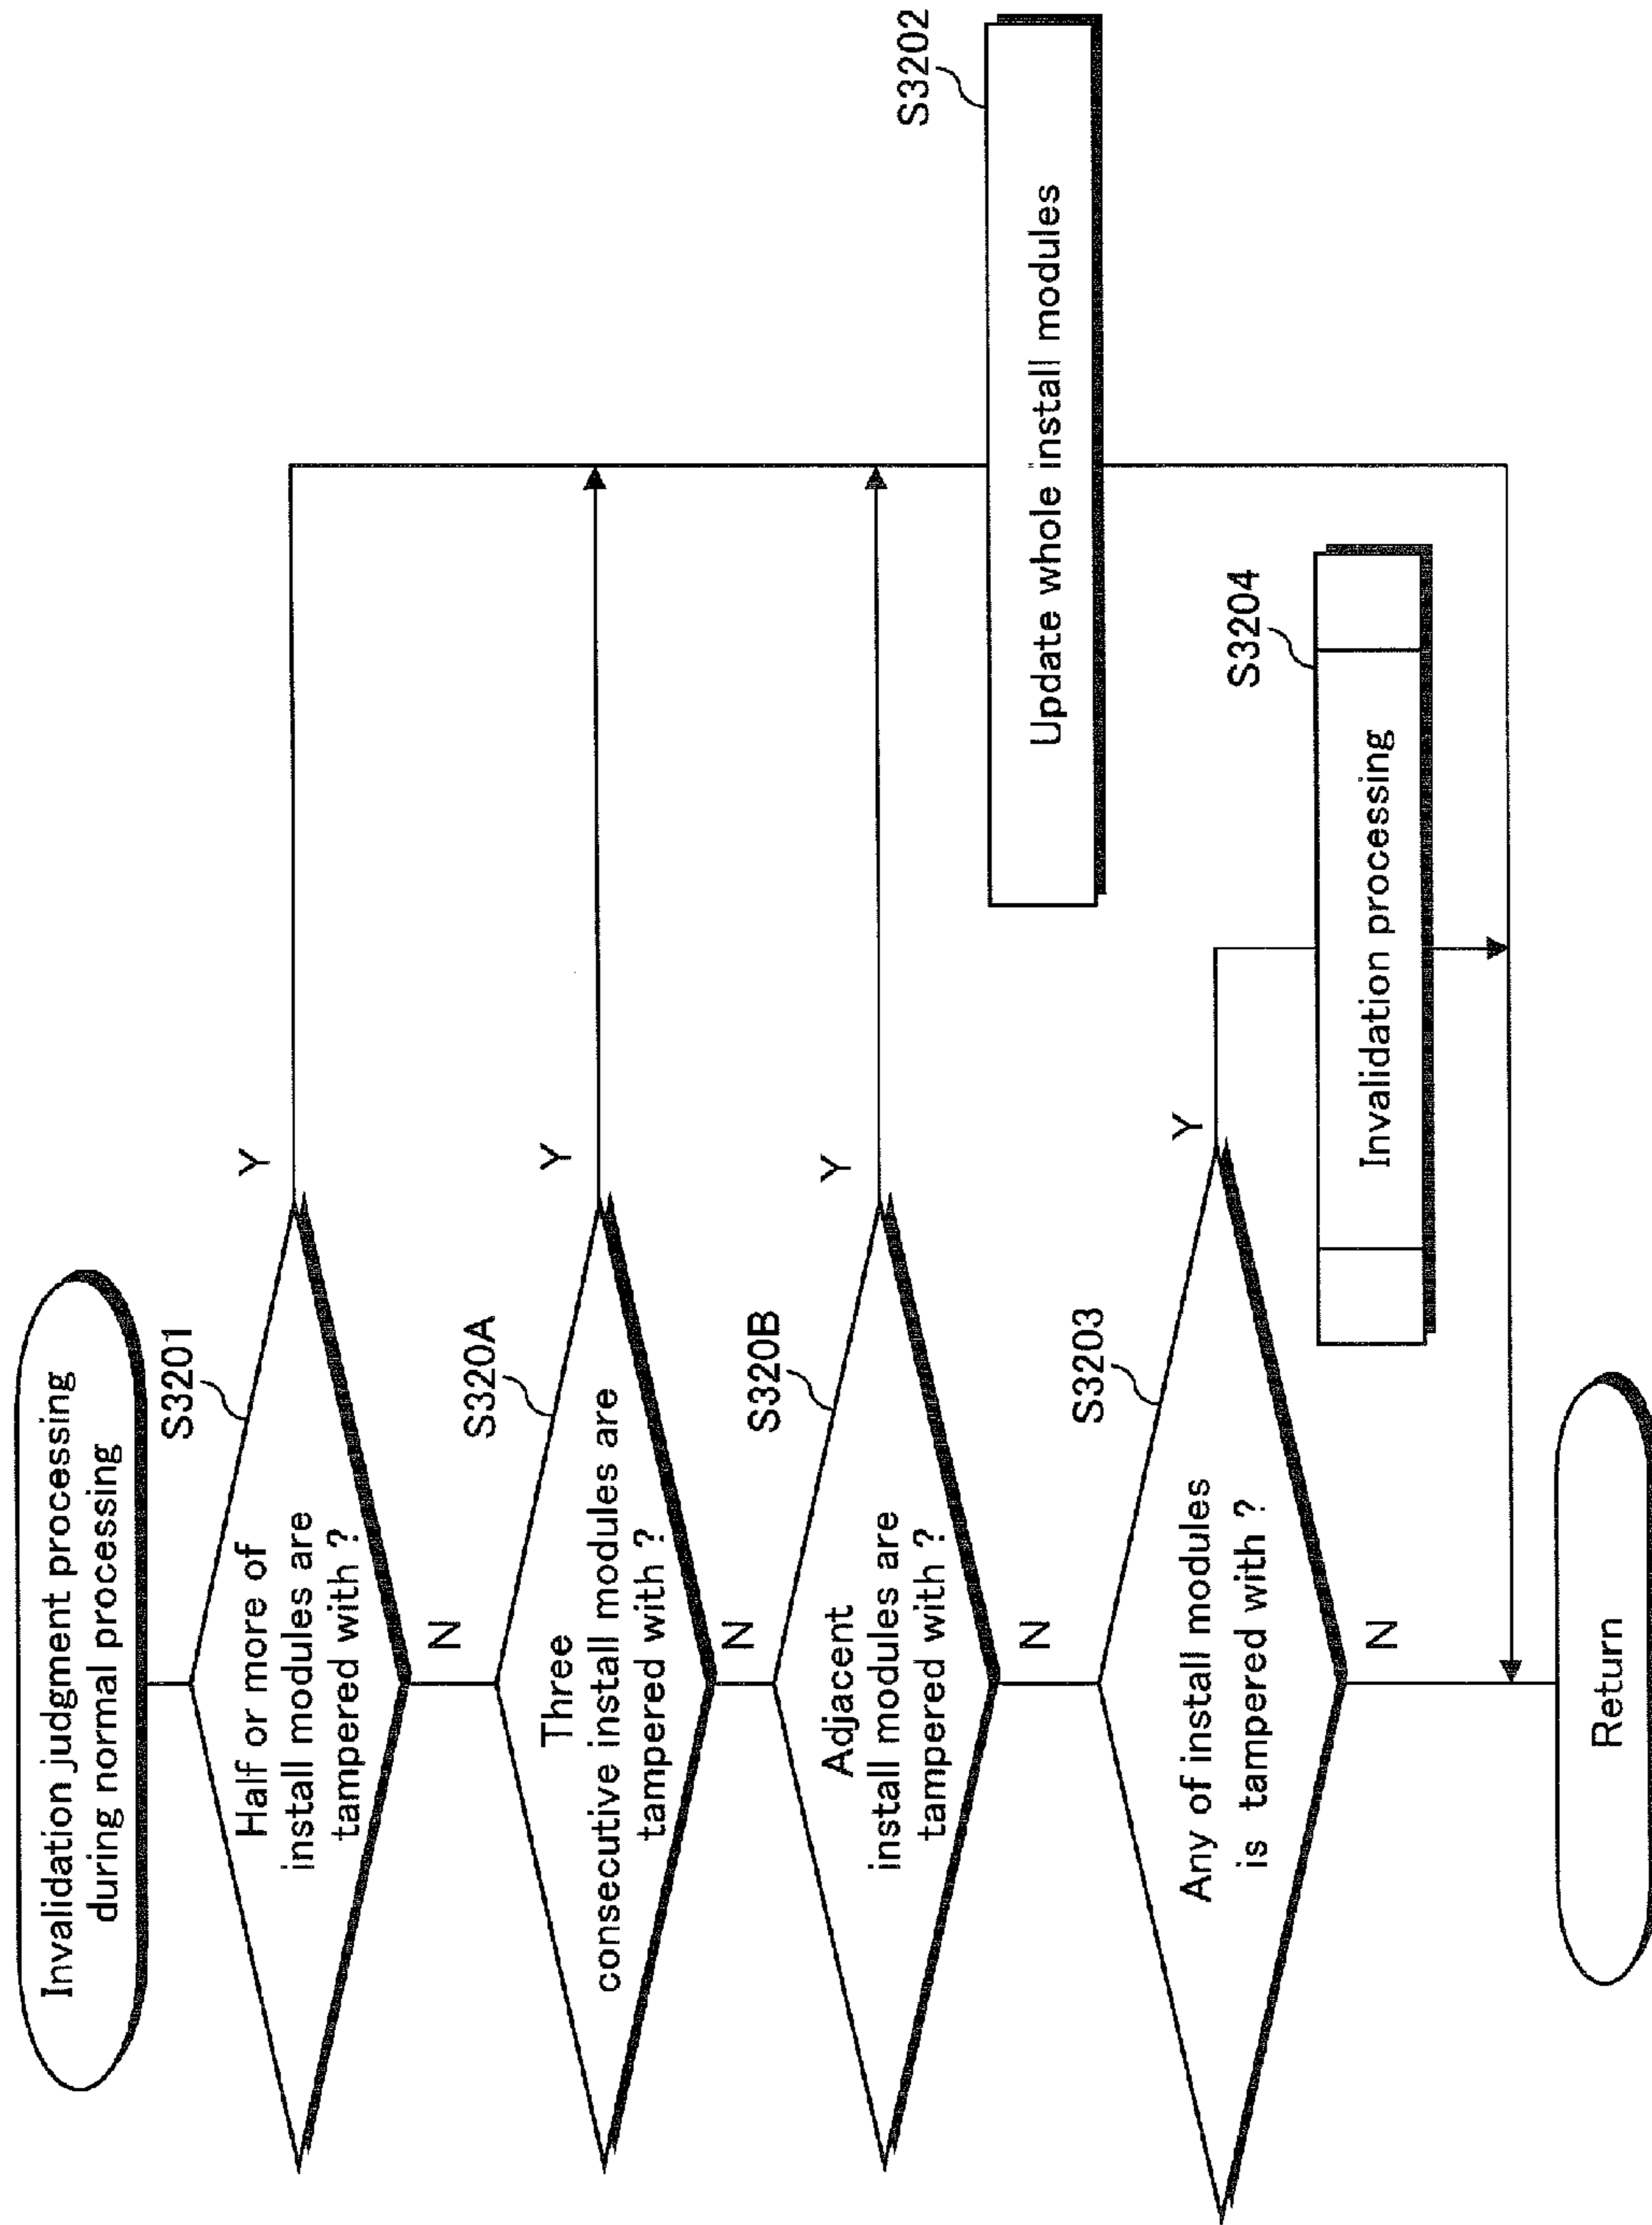 Invalidation judgment processing
during normal processing
S3201
Half or more of
install modules are
tampered with ?
Y
N
S320A
Three
consecutive install modules are
tampered with ?
Y
N
S320B
Adjacent
install modules are
tampered with ?
Y
N
S3202
Update whole install modules
S3203
Any of install modules
is tampered with ?
Y
N
S3204
Invalidation processing
Return